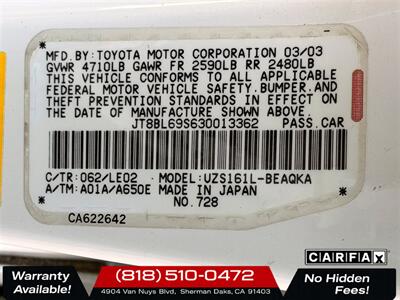 MFD.BY:TOYOTA MOTOR CORPORATION 03/03
GVWR 4710LB GAWR FR 2590LB RR 2480LB
THIS VEHICLE CONFORMS TO ALL APPLICABLE
FEDERAL MOTOR VEHICLE SAFETY,BUMPER,AND
THEFT PREVENTION STANDARDS IN EFFECT ON
THE DATE OF MANUFACTURE SHOWN ABOVE.
JT8BL69S630013362 PASS.CAR
C/TR:062/LE02 MODEL:UZS161L-BEAQKA
A/TM:A01A/A650E MADE IN JAPAN
NO.728
CA622642
Warranty
Available!
(818) 510-0472
4904 Van Nuys Blvd, Sherman Oaks, CA 91403
CARFAX
No Hidden
Fees!